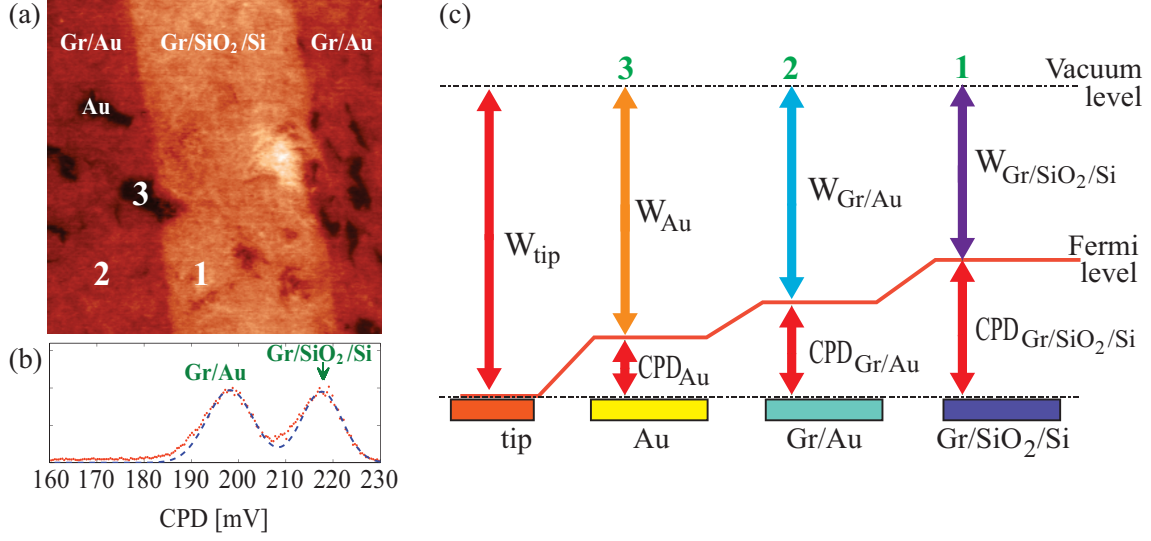 (a)
Gr/Au Gr/SiO2/Si Gr/Au
Au
3
2 1
(b)
Gr/Au
Gr/SiO2/Si
160 170 180 190 200 210 220 230
CPD [mV]
(c)
3 2 1
Vacuum
level
Wtip
WAu
WGr/Au
WGr/SiO2/Si
Fermi
level
CPDAu
CPDGr/Au
CPDGr/SiO2/Si
tip Au Gr/Au Gr/SiO2/Si